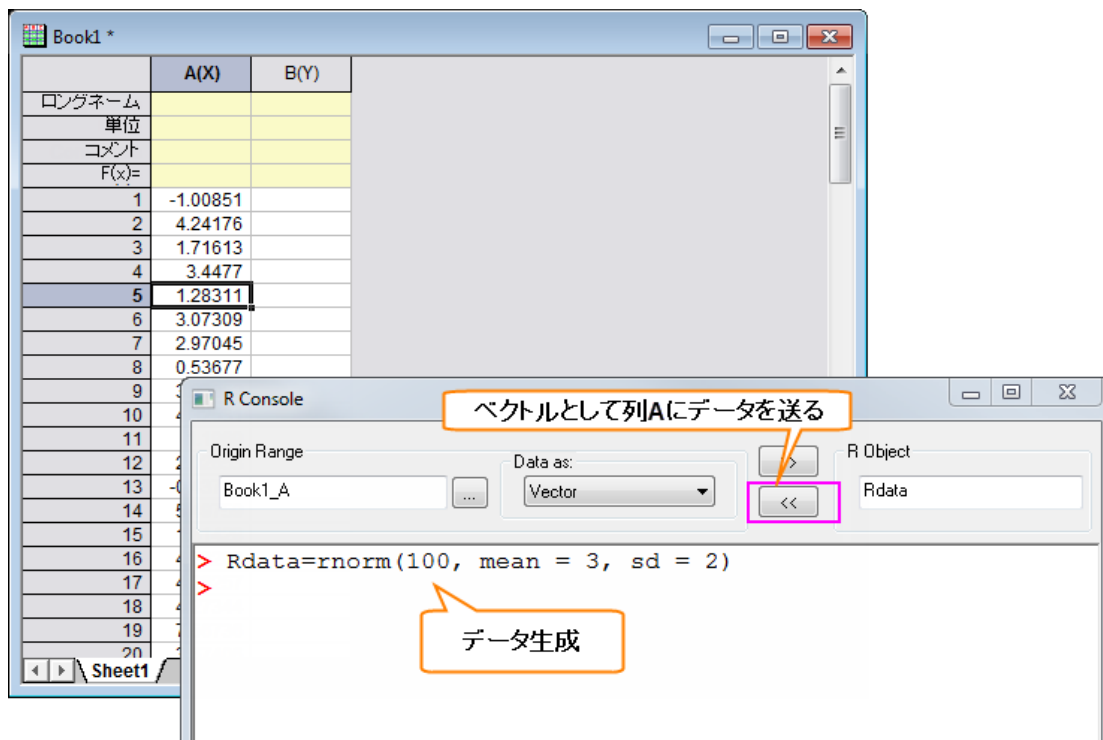 Book1 *
A(X) B(Y)
ロングネーム
単位
コメント
F(x)=
1 -1.00851
2 4.24176
3 1.71613
4 3.4477
5 1.28311
6 3.07309
7 2.97045
8 0.53677
9
10
11
12
13
14
15
16
17
18
19
20
Sheet1
R Console
ベクトルとして列Aにデータを送る
Origin Range
Data as:
R Object
Book1_A
...
Vector
<<
Rdata
> Rdata=rnorm(100, mean = 3, sd = 2)
>
データ生成